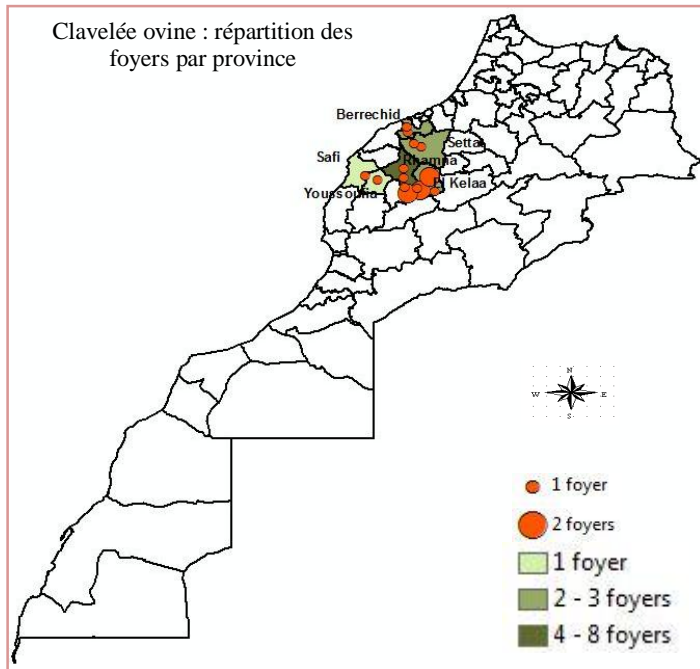 Clavelée ovine : répartition des
foyers par province
Berrechid
Settat
Safi
Rhamna
El Kelaa
Youssoufia
N
W E
S
1 foyer
2 foyers
1 foyer
2 - 3 foyers
4 - 8 foyers